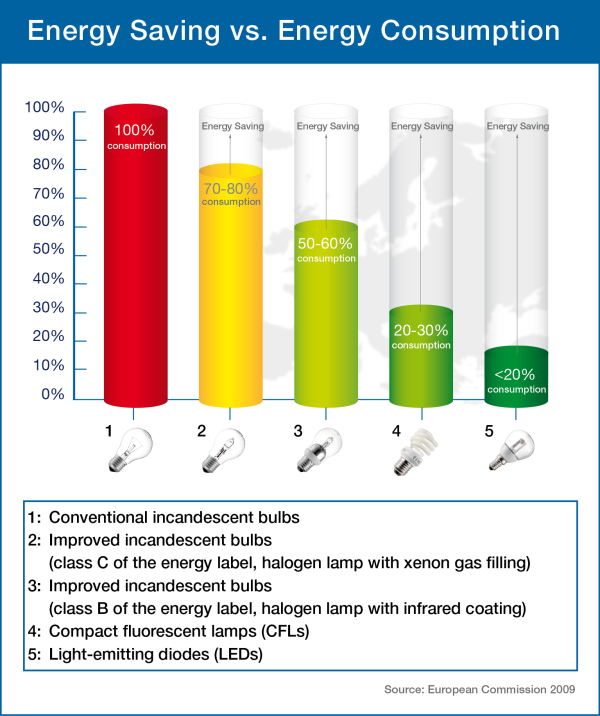 Energy Saving vs. Energy Consumption
100%
90%
80%
70%
60%
50%
40%
30%
20%
10%
0%
100%
consumption
Energy Saving
70-80%
consumption
Energy Saving
50-60%
consumption
Energy Saving
20-30%
consumption
Energy Saving
<20%
consumption
1
2
3
4
5
1: Conventional incandescent bulbs
2: Improved incandescent bulbs
(class C of the energy label, halogen lamp with xenon gas filling)
3: Improved incandescent bulbs
(class B of the energy label, halogen lamp with infrared coating)
4: Compact fluorescent lamps (CFLs)
5: Light-emitting diodes (LEDs)
Source: European Commission 2009